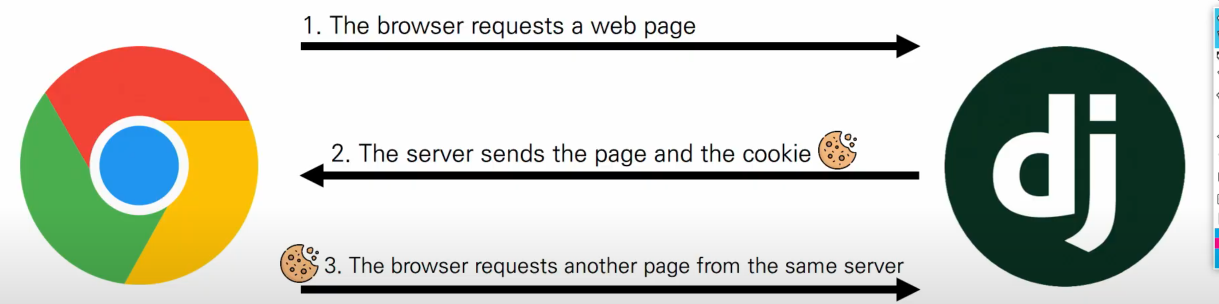 1. The browser requests a web page
2. The server sends the page and the cookie
dj
3. The browser requests another page from the same server